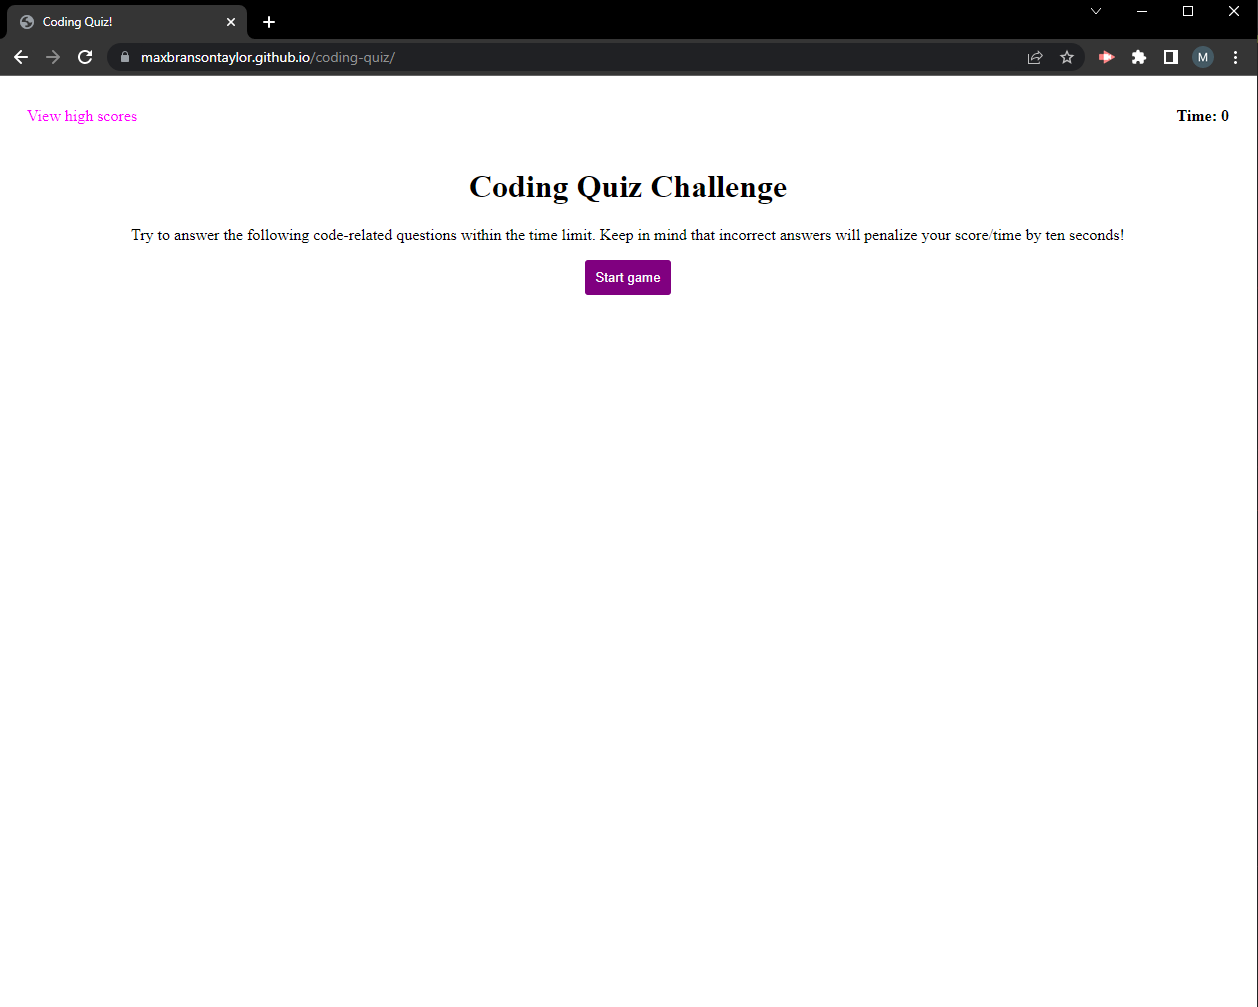 Coding Quiz!
maxbransontaylor.github.io/coding-quiz/
M
View high scores
Time: 0
Coding Quiz Challenge
Try to answer the following code-related questions within the time limit. Keep in mind that incorrect answers will penalize your score/time by ten seconds!
Start game